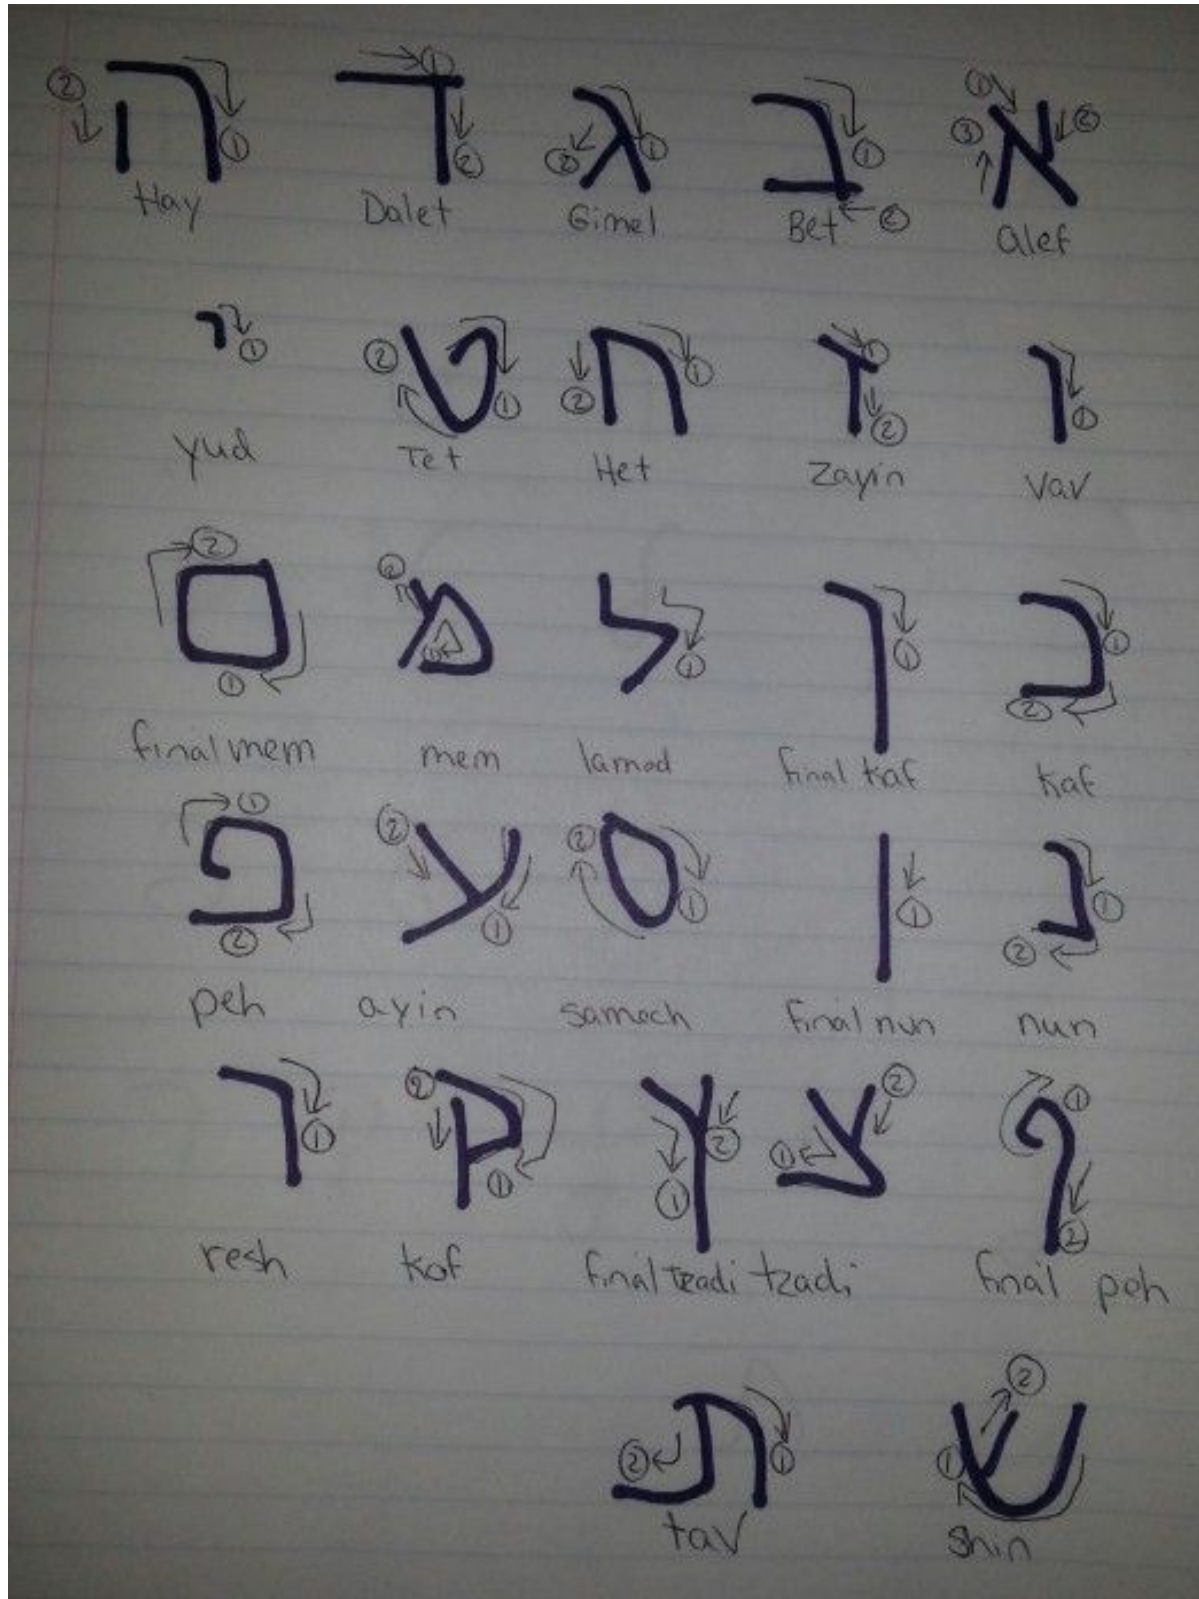 א ב ג ד ה
Hay Dalet Gimel Bet alef
ו ז ח ט י
yud Tet Het Zayin Vav
כ ך ל מ ם
final mem mem lamed final kaf kaf
נ ן ס ע פ
peh ayin samech final nun nun
ף צ ץ ק ר
resh kof final tzadi tzadi final peh
ש ת
tav shin